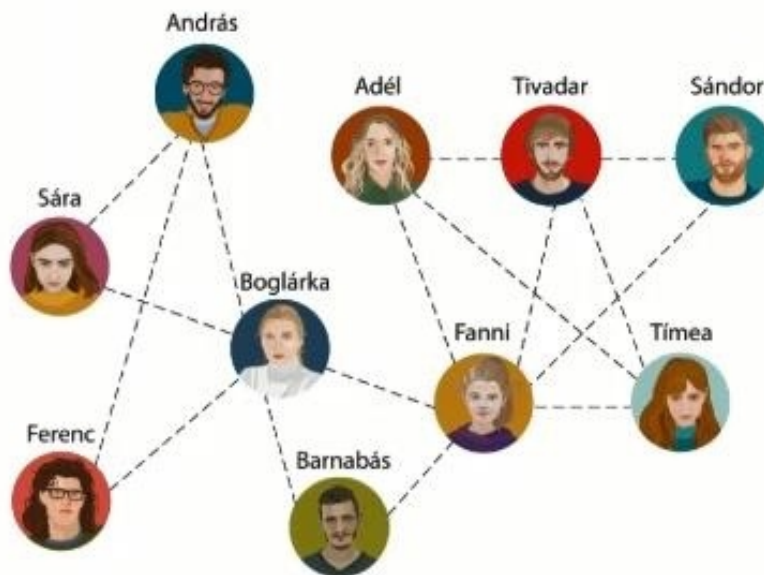 András
Adél
Tivadar
Sándor
Sára
Boglárka
Fanni
Tímea
Ferenc
Barnabás